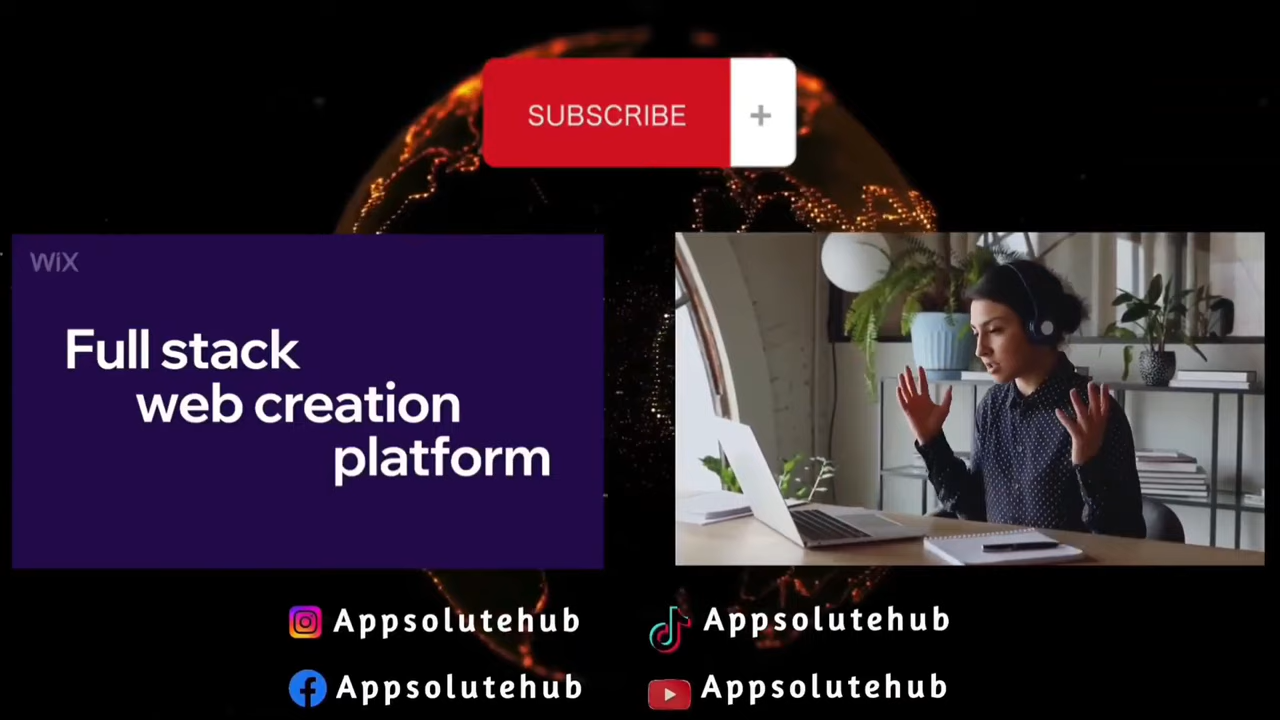 SUBSCRIBE +
WiX
Full stack
web creation
platform
Appsolutehub
Appsolutehub
Appsolutehub
Appsolutehub